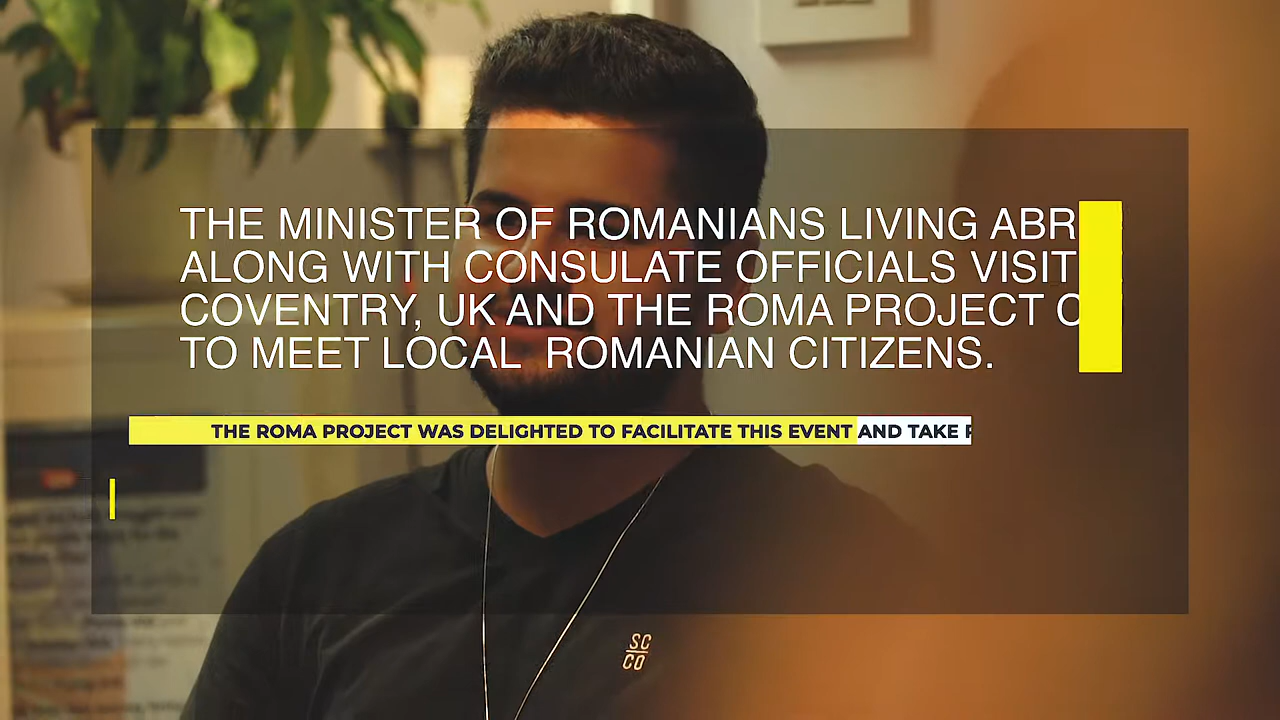 THE MINISTER OF ROMANIANS LIVING ABR
ALONG WITH CONSULATE OFFICIALS VISIT
COVENTRY, UK AND THE ROMA PROJECT C
TO MEET LOCAL ROMANIAN CITIZENS.
THE ROMA PROJECT WAS DELIGHTED TO FACILITATE THIS EVENT AND TAKE
SC
CO